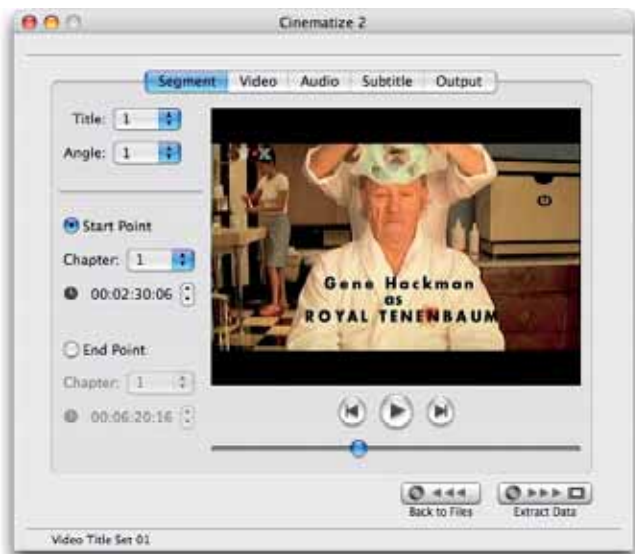 Cinematize 2
Segment Video Audio Subtitle Output
Title: 1
Angle: 1
Start Point
Chapter: 1
00:02:30:06
End Point
Chapter: 1
00:06:20:16
Gene Hackman
as
ROYAL TENENBAUM
Back to Files
Extract Data
Video Title Set 01